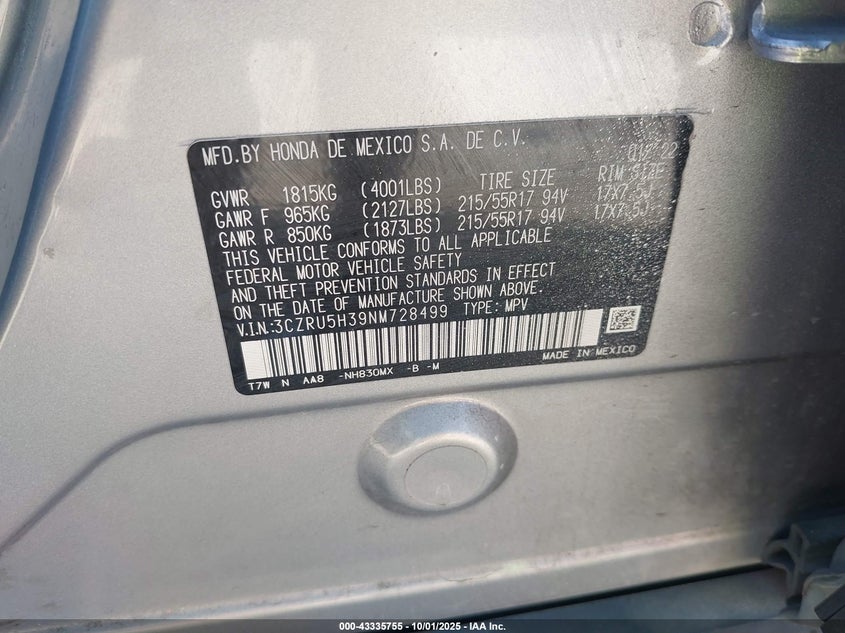 MFD.BY HONDA DE MEXICO S.A. DE C.V. 
GVWR 1815KG (4001LBS) TIRE SIZE RIM SIZE
GAWR F 965KG (2127LBS) 215/55R17 94V 17X7.5J
GAWR R 850KG (1873LBS) 215/55R17 94V 17X7.5J
THIS VEHICLE CONFORMS TO ALL APPLICABLE
FEDERAL MOTOR VEHICLE SAFETY
AND THEFT PREVENTION STANDARDS IN EFFECT
ON THE DATE OF MANUFACTURE SHOWN ABOVE.
V.I.N:3CZRU5H39NM728499 TYPE: MPV
MADE IN MEXICO
T7W N AA8 -NH830MX -B -M
000-43335755 - 10/01/2025 - IAA Inc.